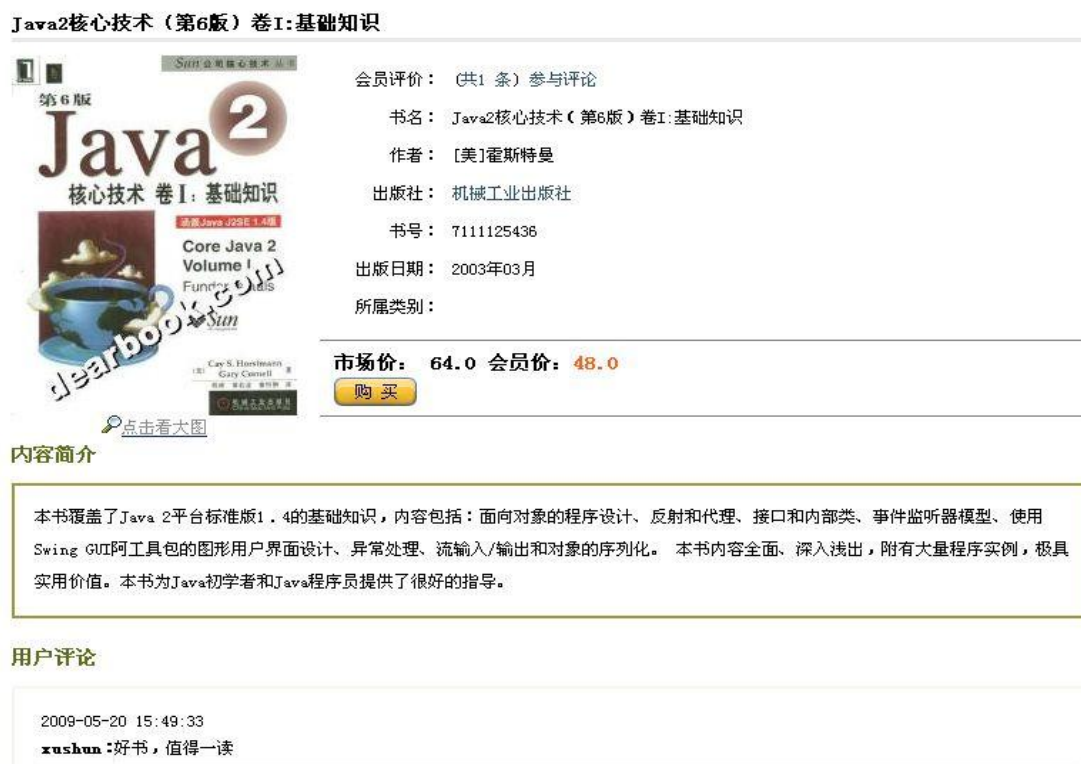 Java2核心技术（第6版）卷I:基础知识
Sun 公司核心技术丛书
第6版
Java 2
核心技术 卷I：基础知识
涵盖Java J2SE 1.4版
Core Java 2
Volume I
Fundamentals
Sun
dearbook.com
Cay S. Horstmann
(美) 著
Gary Cornell
机械工业出版社
点击看大图
会员评价： (共1 条) 参与评论
书名： Java2核心技术(第6版)卷I:基础知识
作者： [美]霍斯特曼
出版社： 机械工业出版社
书号： 7111125436
出版日期： 2003年03月
所属类别：
市场价： 64.0 会员价：48.0
购 买
内容简介
本书覆盖了Java 2平台标准版1．4的基础知识，内容包括：面向对象的程序设计、反射和代理、接口和内部类、事件监听器模型、使用
Swing GUI阿工具包的图形用户界面设计、异常处理、流输入/输出和对象的序列化。 本书内容全面、深入浅出，附有大量程序实例，极具
实用价值。本书为Java初学者和Java程序员提供了很好的指导。
用户评论
2009-05-20 15:49:33
xushun：好书，值得一读